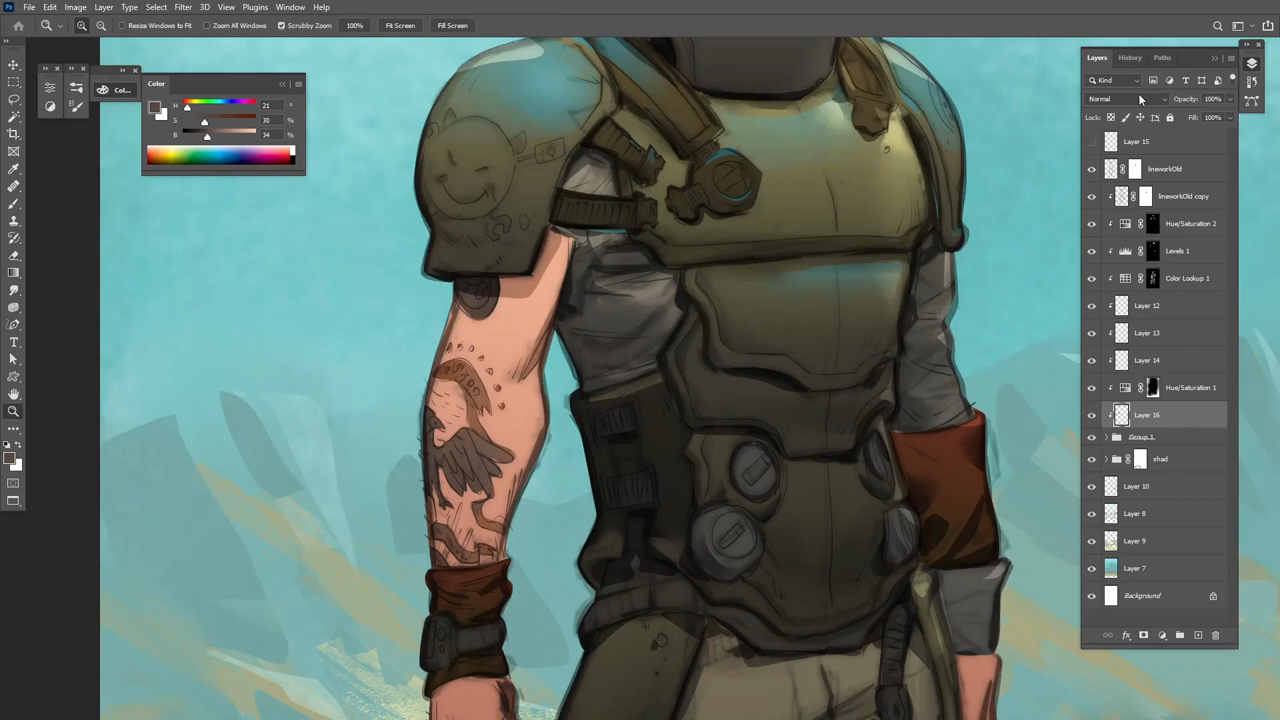 Ps File Edit Image Layer Type Select Filter 3D View Plugins Window Help
Resize Windows to Fit Zoom All Windows Scrubby Zoom 100% Fit Screen Fill Screen
Col...
Color
H 21 °
S 30 %
B 34 %
Layers History Paths
Kind
Normal Opacity: 100%
Lock: Fill: 100%
Layer 15
lineworkOld
lineworkOld copy
Hue/Saturation 2
Levels 1
Color Lookup 1
Layer 12
Layer 13
Layer 14
Hue/Saturation 1
Layer 16
Group 1
shad
Layer 10
Layer 8
Layer 9
Layer 7
Background